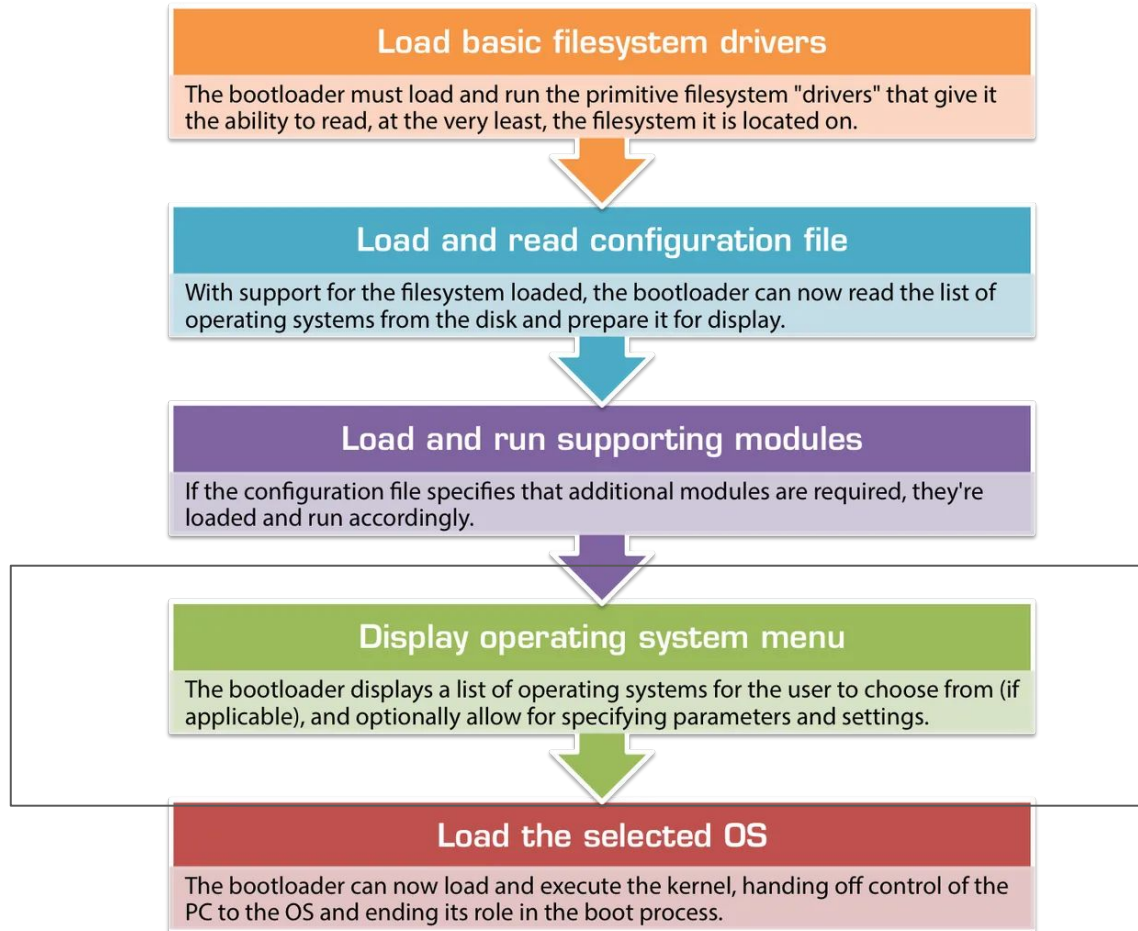 Load basic filesystem drivers
The bootloader must load and run the primitive filesystem "drivers" that give it
the ability to read, at the very least, the filesystem it is located on.
Load and read configuration file
With support for the filesystem loaded, the bootloader can now read the list of
operating systems from the disk and prepare it for display.
Load and run supporting modules
If the configuration file specifies that additional modules are required, they're
loaded and run accordingly.
Display operating system menu
The bootloader displays a list of operating systems for the user to choose from (if
applicable), and optionally allow for specifying parameters and settings.
Load the selected OS
The bootloader can now load and execute the kernel, handing off control of the
PC to the OS and ending its role in the boot process.